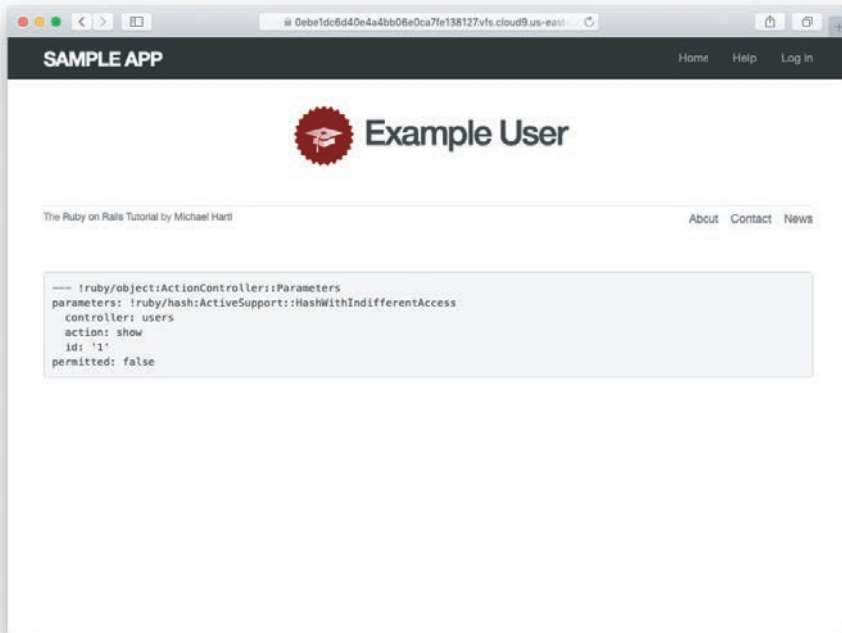 0ebe1dc6d40e4a4bb06e0ca7fe138127.vfs.cloud9.us-east
SAMPLE APP
Home Help Log in
Example User
The Ruby on Rails Tutorial by Michael Hartl
About Contact News
--- !ruby/object:ActionController::Parameters
parameters: !ruby/hash:ActiveSupport::HashWithIndifferentAccess
  controller: users
  action: show
  id: '1'
permitted: false